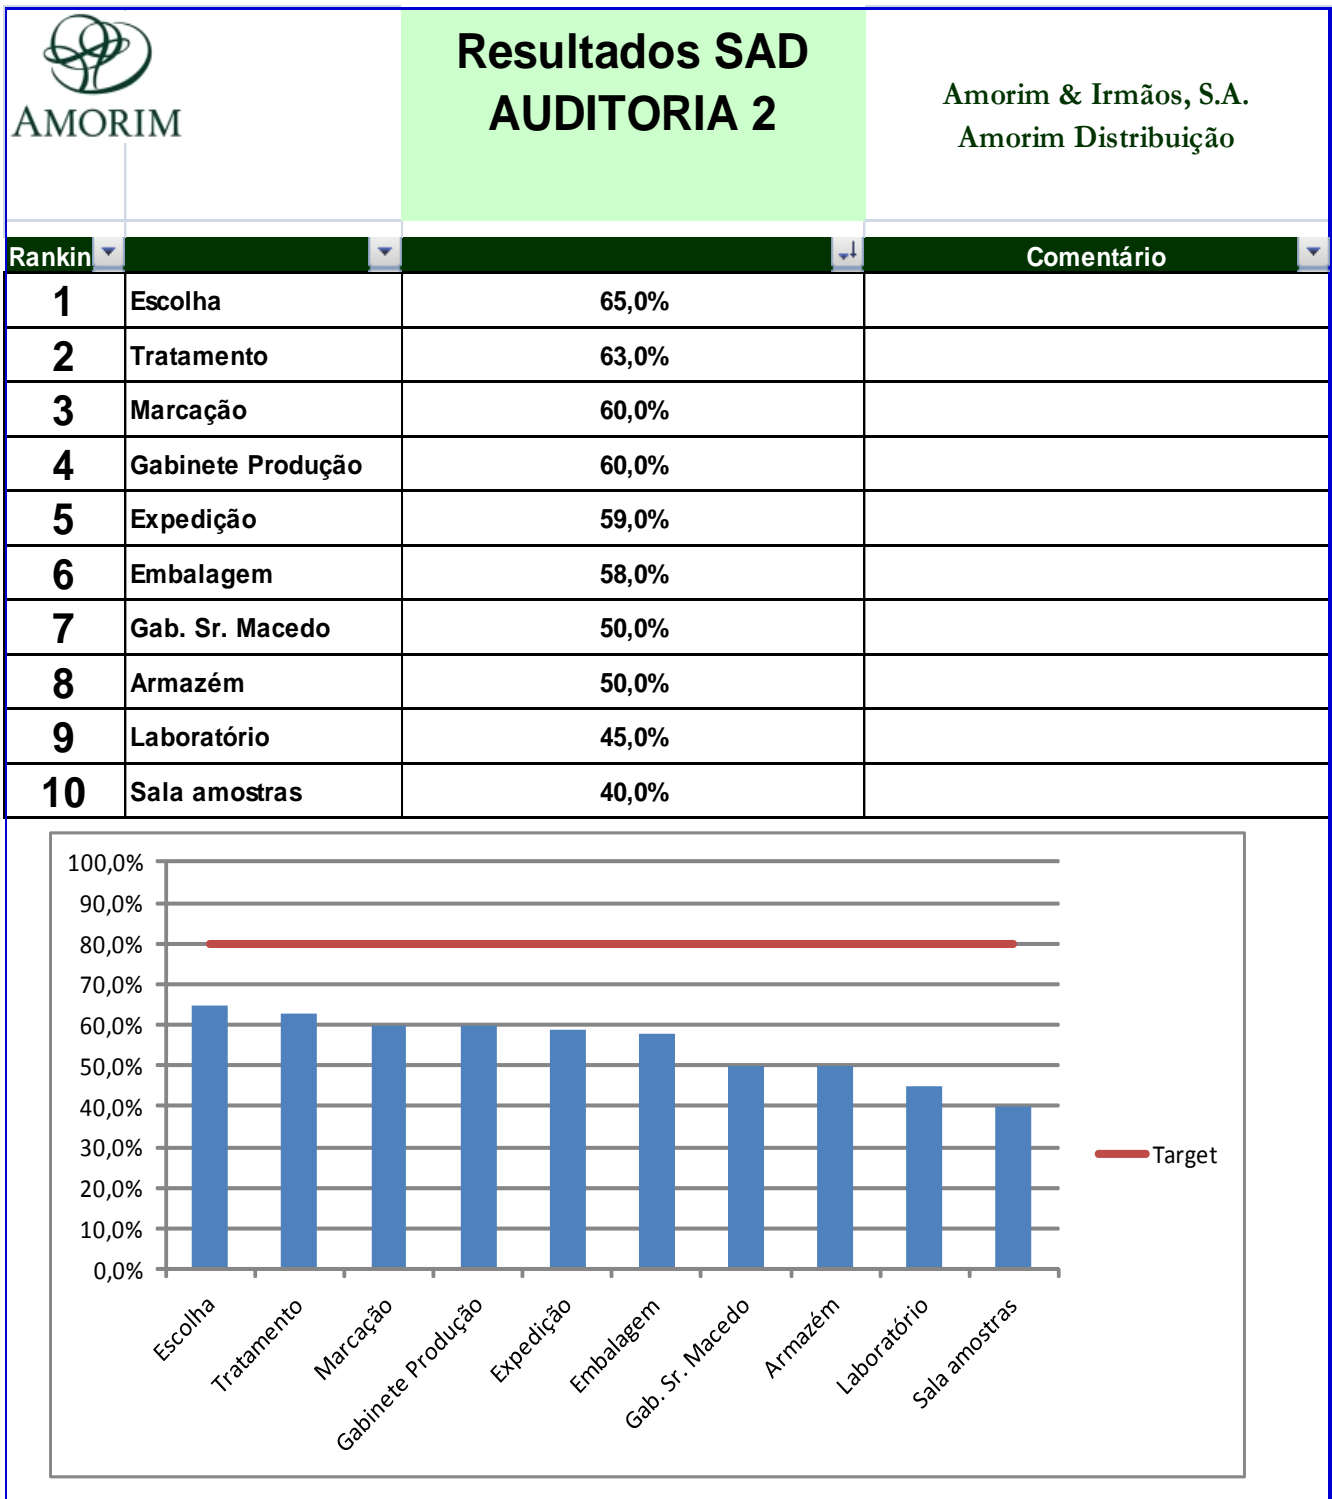 AMORIM
Resultados SAD
AUDITORIA 2
Amorim & Irmãos, S.A.
Amorim Distribuição
Rankin
Comentário
1 Escolha 65,0%
2 Tratamento 63,0%
3 Marcação 60,0%
4 Gabinete Produção 60,0%
5 Expedição 59,0%
6 Embalagem 58,0%
7 Gab. Sr. Macedo 50,0%
8 Armazém 50,0%
9 Laboratório 45,0%
10 Sala amostras 40,0%
100,0%
90,0%
80,0%
70,0%
60,0%
50,0%
40,0%
30,0%
20,0%
10,0%
0,0%
Escolha
Tratamento
Marcação
Gabinete Produção
Expedição
Embalagem
Gab. Sr. Macedo
Armazém
Laboratório
Sala amostras
Target